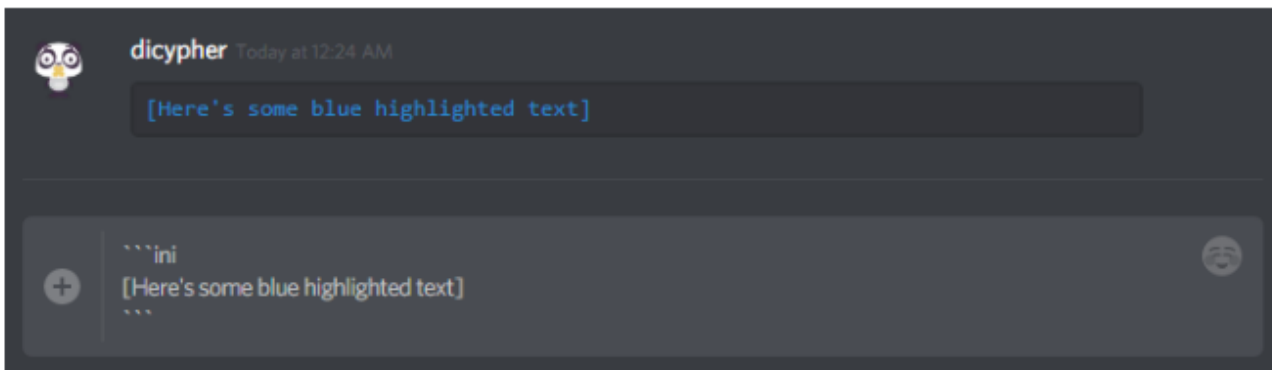 dicypher Today at 12:24 AM
[Here's some blue highlighted text]
```ini
[Here's some blue highlighted text]
```